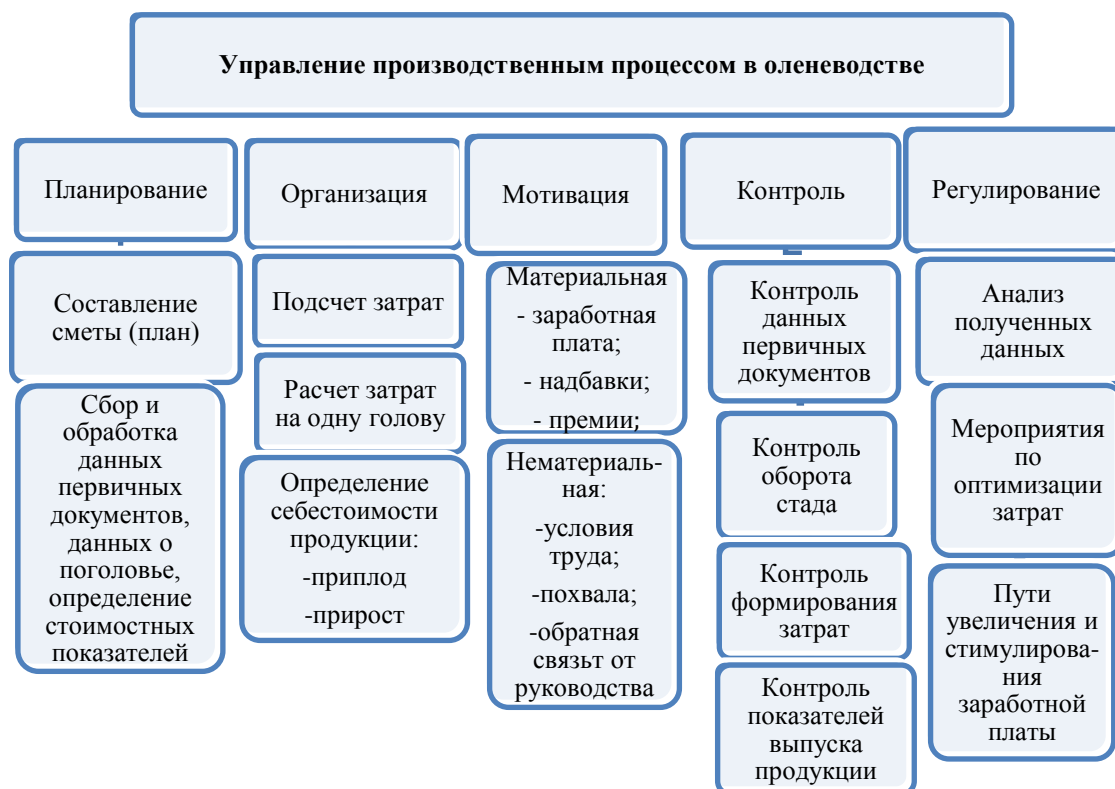 Управление производственным процессом в оленеводстве
Планирование
Составление
сметы (план)
Сбор и
обработка
данных
первичных
документов,
данных о
поголовье,
определение
стоимостных
показателей
Организация
Подсчет затрат
Расчет затрат
на одну голову
Определение
себестоимости
продукции:
-приплод
-прирост
Мотивация
Материальная
- заработная
плата;
- надбавки;
- премии;
Нематериаль-
ная:
-условия
труда;
-похвала;
-обратная
связьт от
руководства
Контроль
Контроль
данных
первичных
документов
Контроль
оборота
стада
Контроль
формирования
затрат
Контроль
показателей
выпуска
продукции
Регулирование
Анализ
полученных
данных
Мероприятия
по
оптимизации
затрат
Пути
увеличения и
стимулирова-
ния
заработной
платы